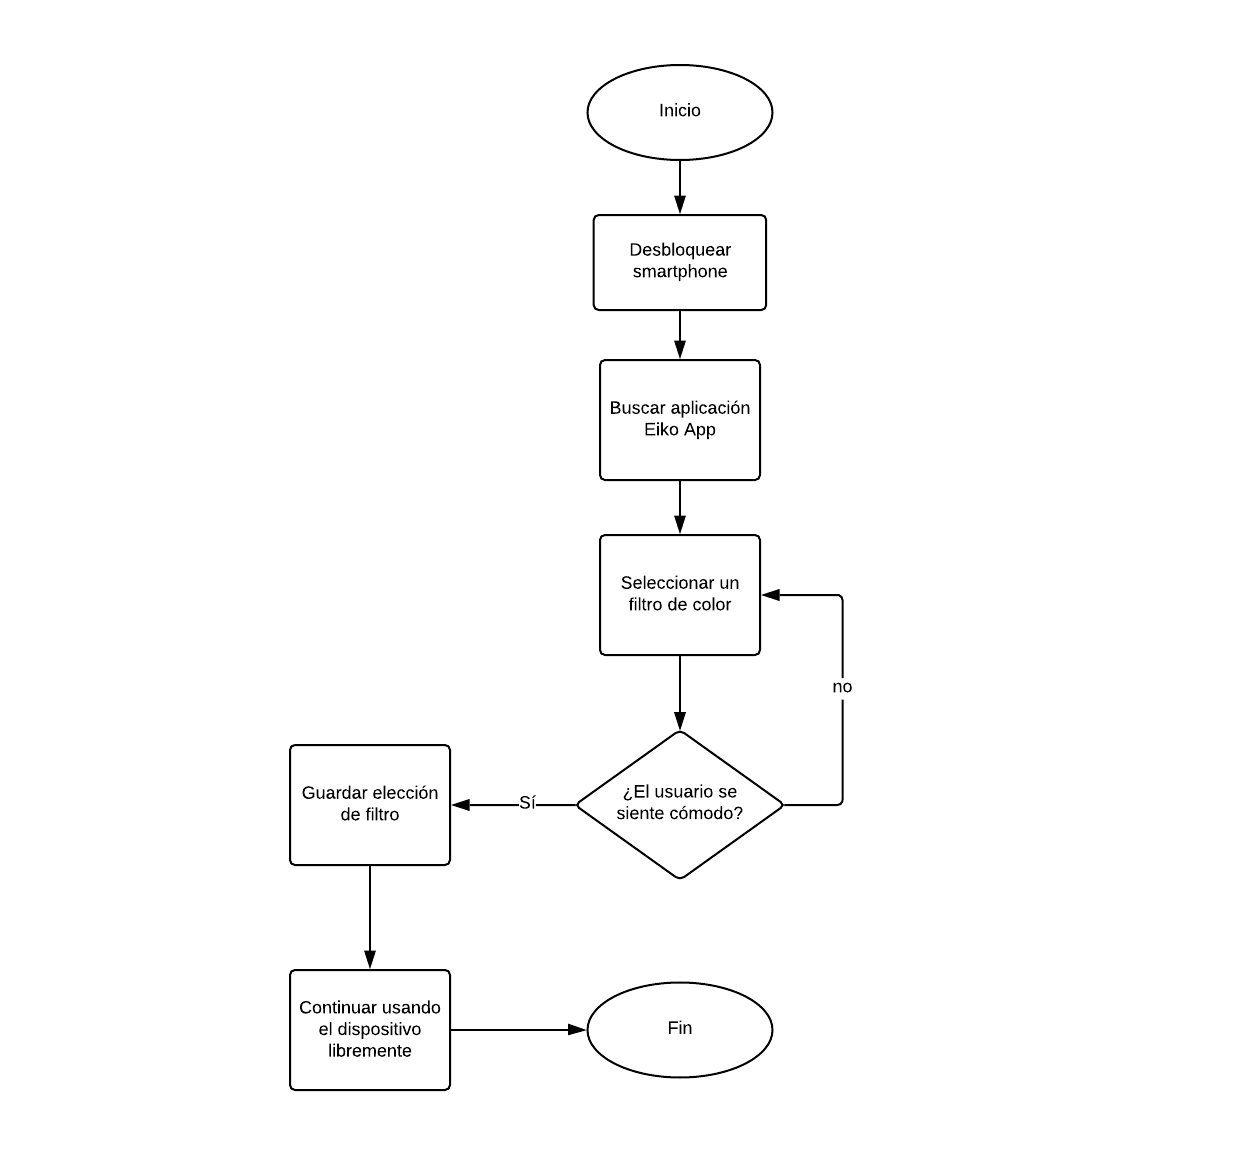 Inicio
Desbloquear
smartphone
Buscar aplicación
Eiko App
Seleccionar un
filtro de color
no
¿El usuario se
siente cómodo?
Sí
Guardar elección
de filtro
Continuar usando
el dispositivo
libremente
Fin